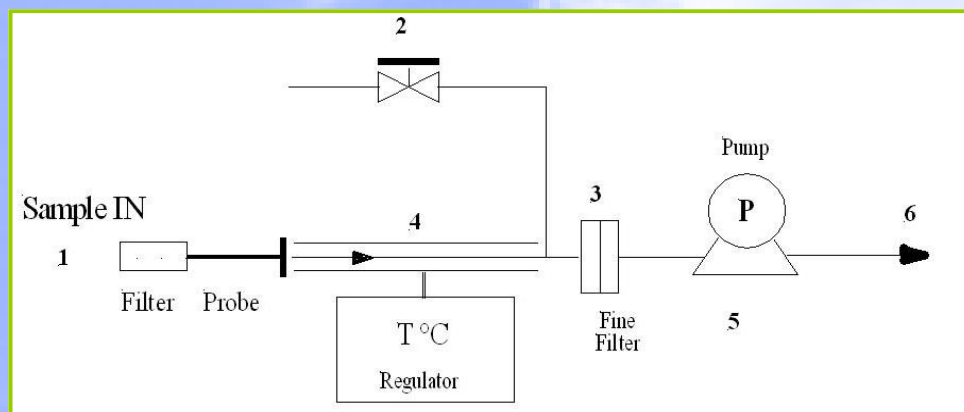 2
Pump
3
P
Sample IN
4
6
1
Filter
Probe
T °C
Regulator
Fine
Filter
5